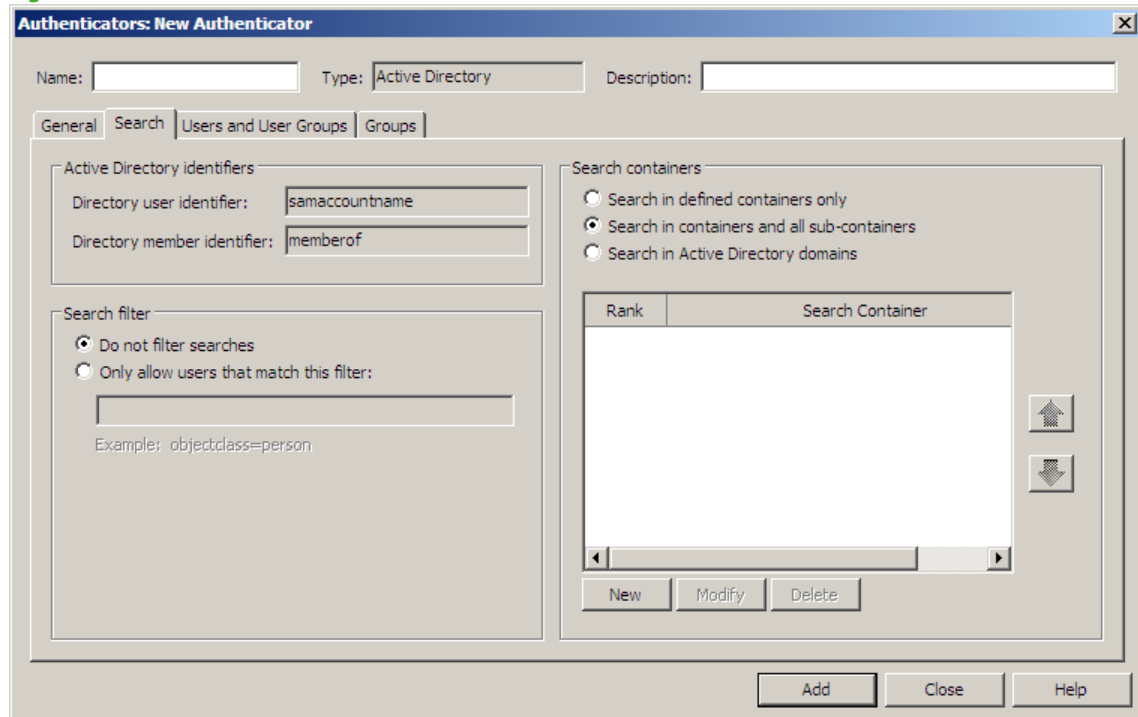 Authenticators: New Authenticator
Name:
Type: Active Directory
Description:
General
Search
Users and User Groups
Groups
Active Directory identifiers
Directory user identifier: samaccountname
Directory member identifier: memberof
Search filter
Do not filter searches
Only allow users that match this filter:
Example: objectclass=person
Search containers
Search in defined containers only
Search in containers and all sub-containers
Search in Active Directory domains
Rank Search Container
New Modify Delete
Add Close Help